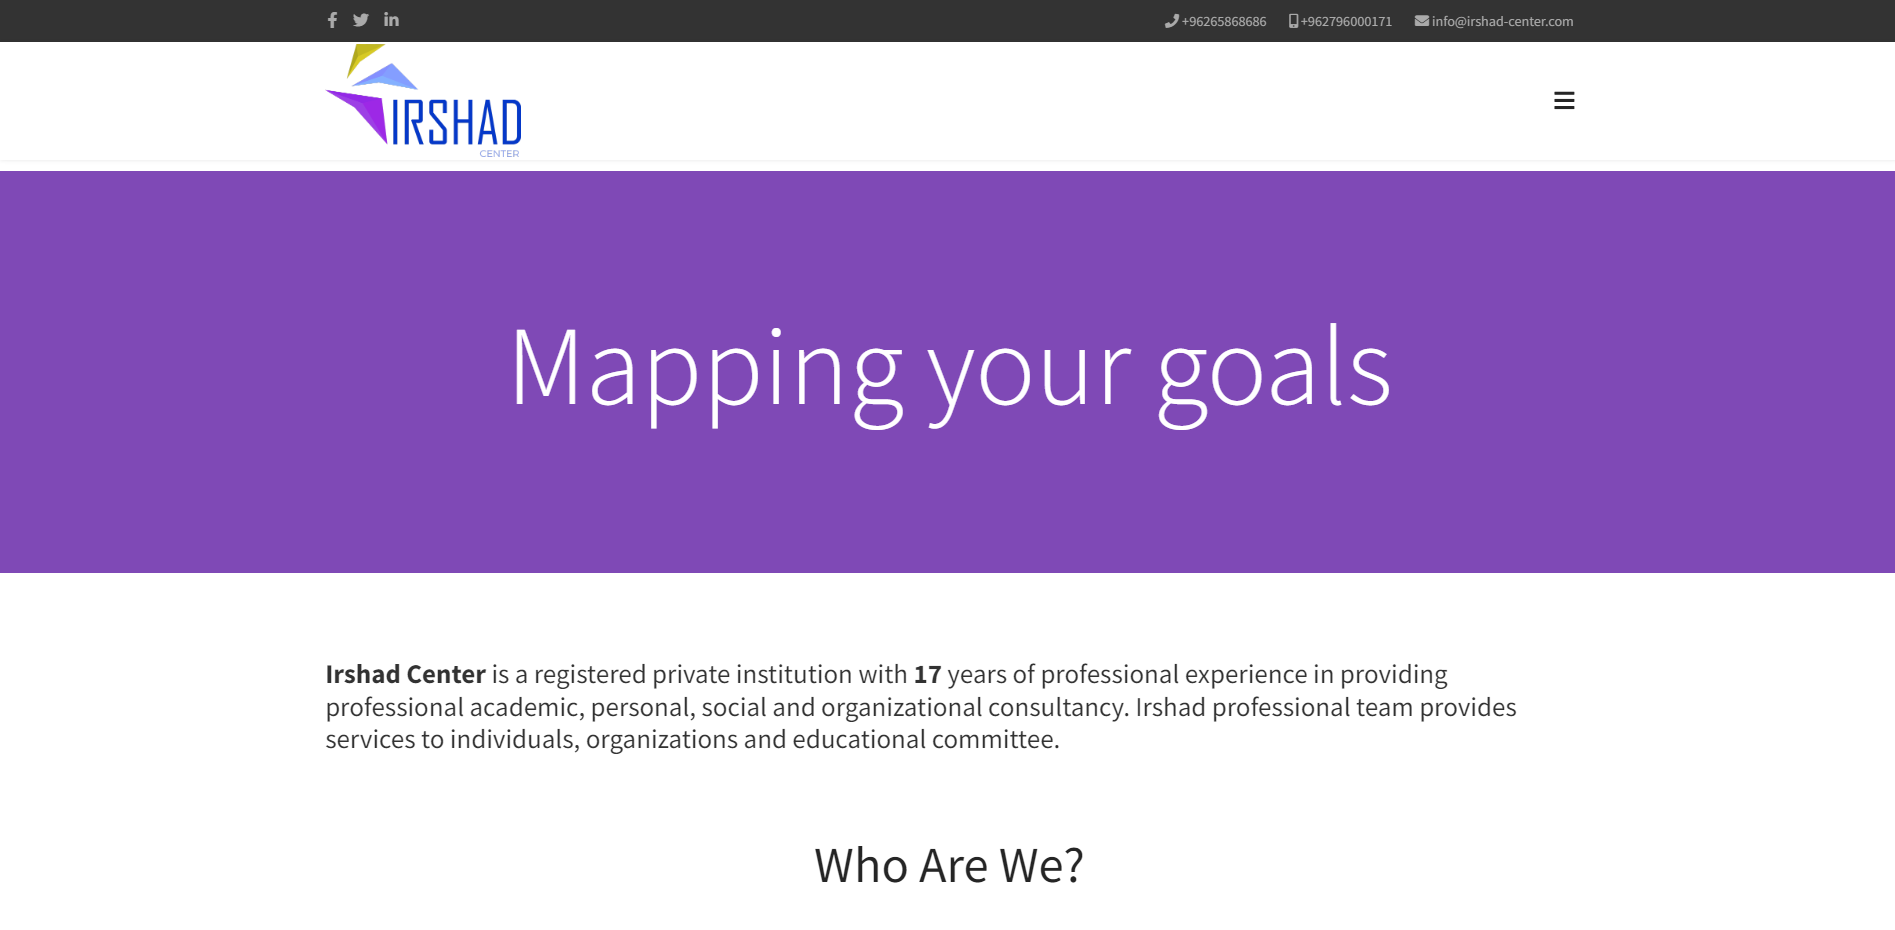 +96265868686 +962796000171 info@irshad-center.com
IRSHAD
CENTER
Mapping your goals
Irshad Center is a registered private institution with 17 years of professional experience in providing
professional academic, personal, social and organizational consultancy. Irshad professional team provides
services to individuals, organizations and educational committee.
Who Are We?